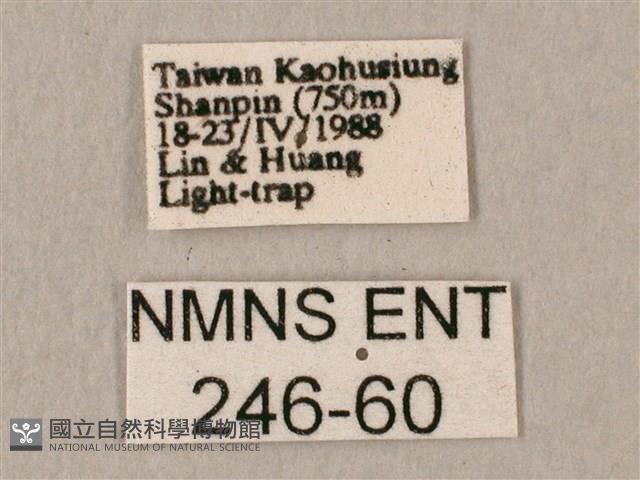 Taiwan Kaohusiung
Shanpin (750m)
18-23/IV/1988
Lin & Huang
Light-trap
NMNS ENT
246-60
國立自然科學博物館
NATIONAL MUSEUM OF NATURAL SCIENCE